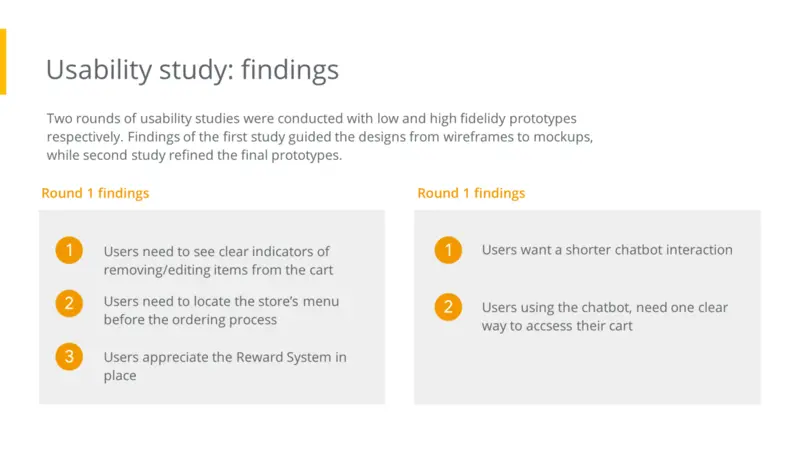 Usability study: findings
Two rounds of usability studies were conducted with low and high fidelidy prototypes
respectively. Findings of the first study guided the designs from wireframes to mockups,
while second study refined the final prototypes.
Round 1 findings
1
Users need to see clear indicators of
removing/editing items from the cart
2
Users need to locate the store's menu
before the ordering process
3
Users appreciate the Reward System in
place
Round 1 findings
1
Users want a shorter chatbot interaction
2
Users using the chatbot, need one clear
way to accsess their cart